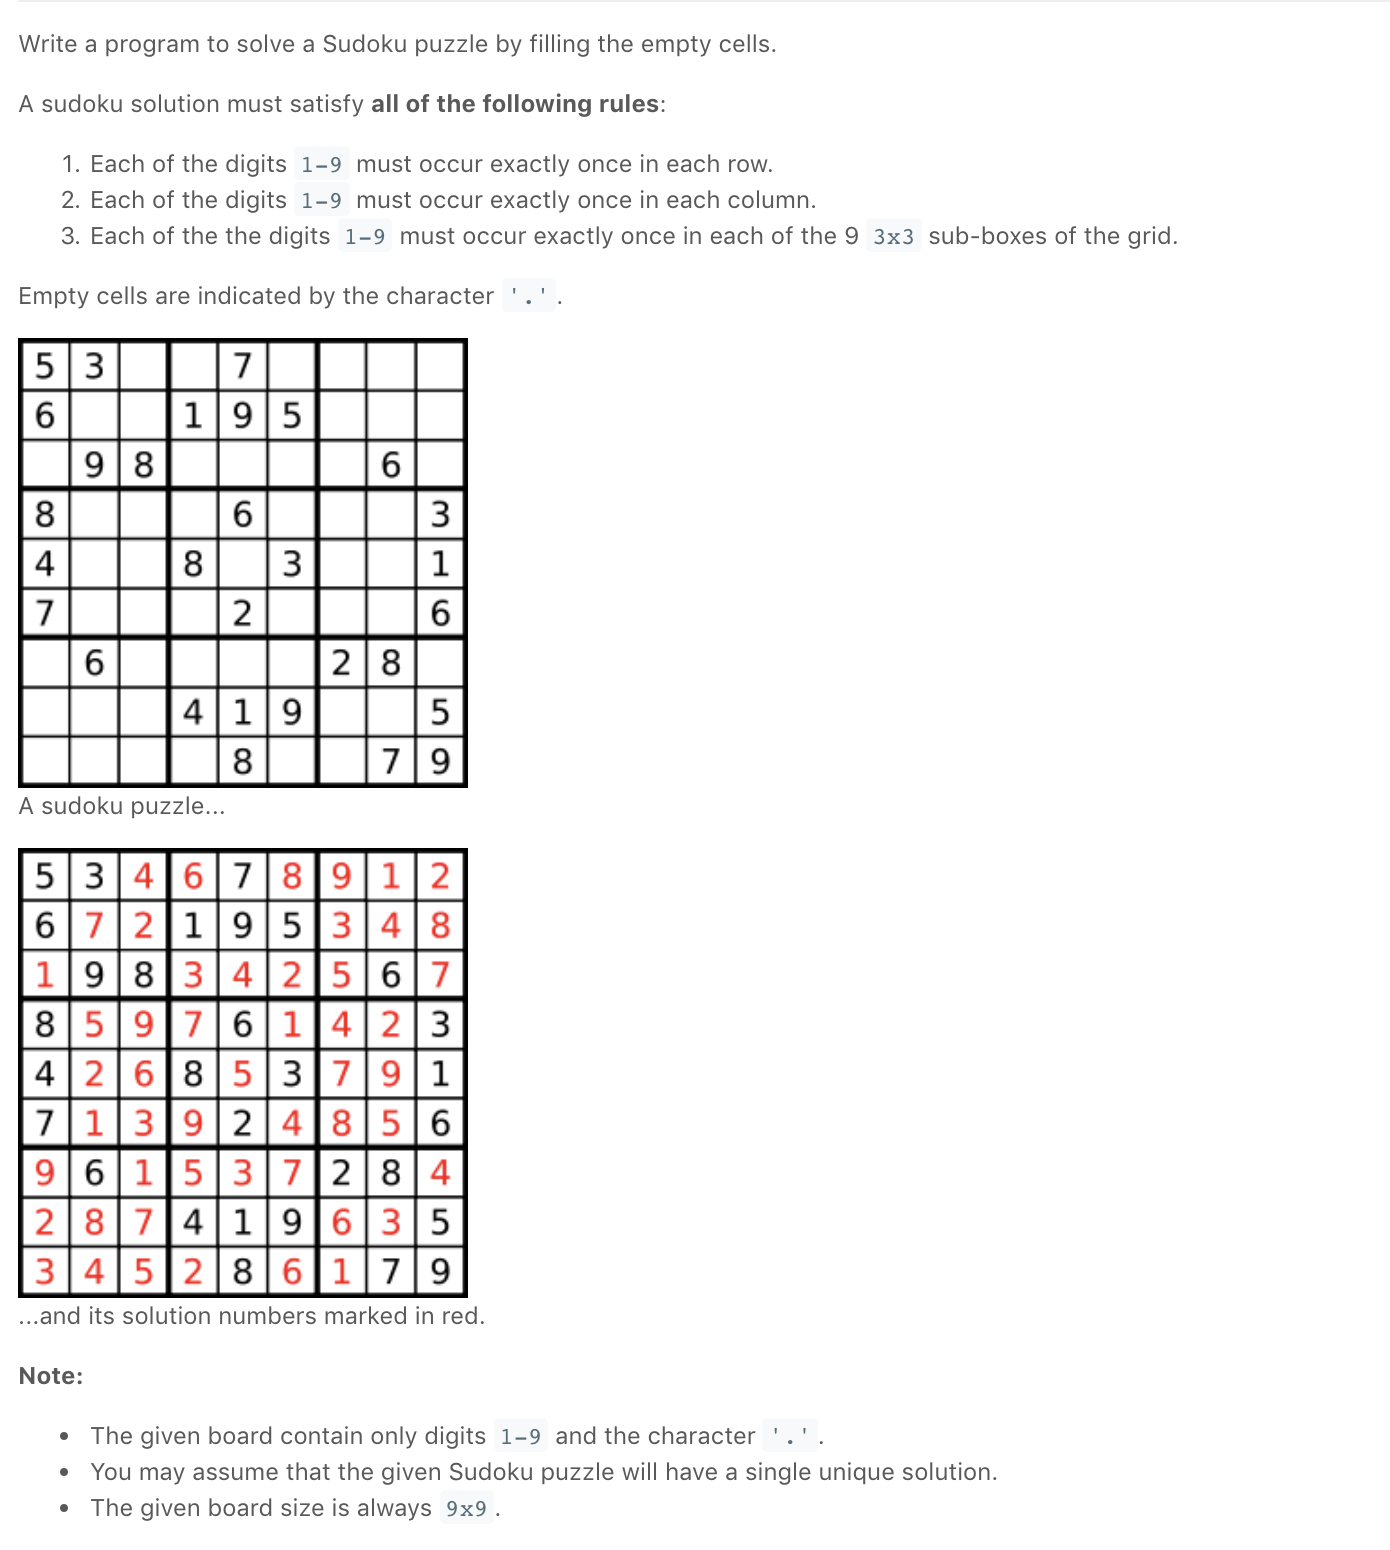 Write a program to solve a Sudoku puzzle by filling the empty cells.
A sudoku solution must satisfy all of the following rules:
1. Each of the digits 1-9 must occur exactly once in each row.
2. Each of the digits 1-9 must occur exactly once in each column.
3. Each of the the digits 1-9 must occur exactly once in each of the 9 3x3 sub-boxes of the grid.
Empty cells are indicated by the character '.'.
5 3 7
6 1 9 5
9 8 6
8 6 3
4 8 3 1
7 2 6
6 2 8
4 1 9 5
8 7 9
A sudoku puzzle...
5 3 4 6 7 8 9 1 2
6 7 2 1 9 5 3 4 8
1 9 8 3 4 2 5 6 7
8 5 9 7 6 1 4 2 3
4 2 6 8 5 3 7 9 1
7 1 3 9 2 4 8 5 6
9 6 1 5 3 7 2 8 4
2 8 7 4 1 9 6 3 5
3 4 5 2 8 6 1 7 9
...and its solution numbers marked in red.
Note:
• The given board contain only digits 1-9 and the character '.'.
• You may assume that the given Sudoku puzzle will have a single unique solution.
• The given board size is always 9x9.